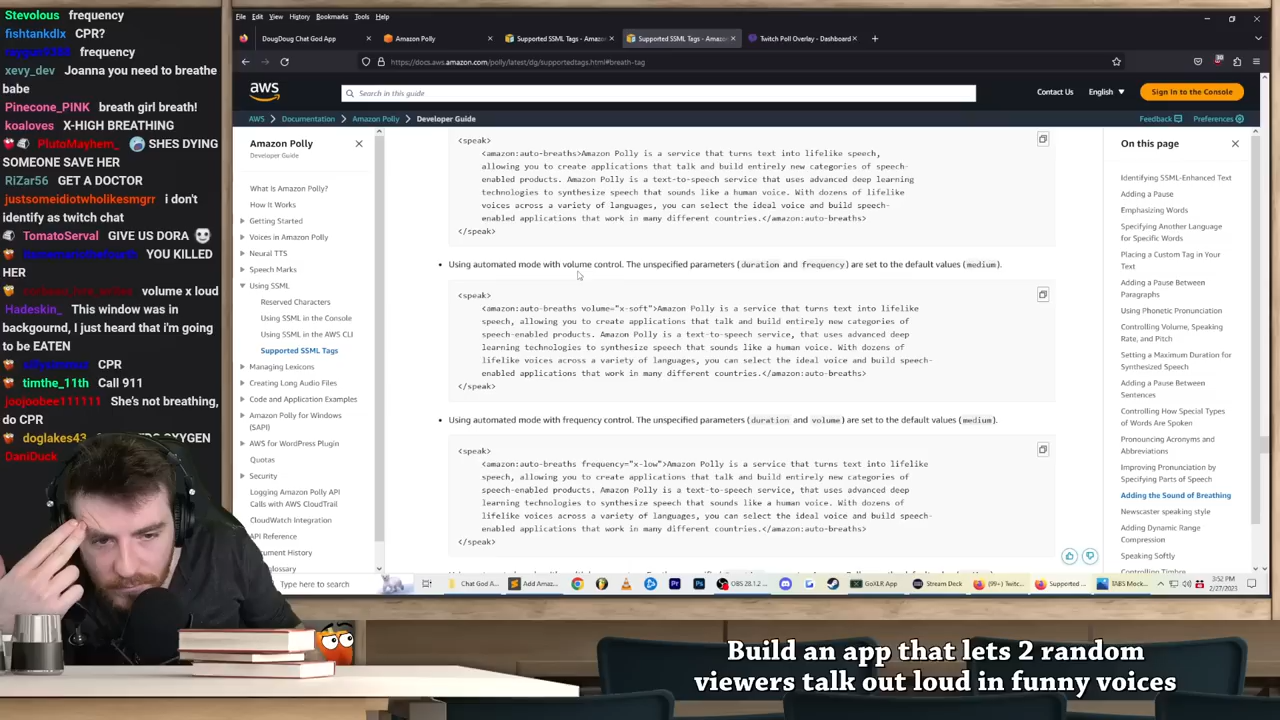 Stevolous frequency
fishtankdlx CPR?
frequency
xevy_dev Joanna you need to breathe
babe
Pinecone_PINK breath girl breath!
koaloves X-HIGH BREATHING
PlutoMayhem_ SHES DYING
SOMEONE SAVE HER
RiZar56 GET A DOCTOR
justsomeidiotwholikesmgrr i don't
identify as twitch chat
TomatoServal GIVE US DORA
YOU KILLED
HER
volume x loud
Hadeskin_ This window was in
backgournd, I just heard that i'm going
to be EATEN
CPR
timthe_11th Call 911
joojoobee111111 She's not breathing,
do CPR
doglakes43 OXYGEN
DaniDuck
File Edit View History Bookmarks Tools Help
DougDoug Chat God App
Amazon Polly
Supported SSML Tags - Amazo
Supported SSML Tags - Amazo
Twitch Poll Overlay - Dashboard
https://docs.aws.amazon.com/polly/latest/dg/supportedtags.html#breath-tag
aws
Search in this guide
Contact Us English Sign In to the Console
AWS > Documentation > Amazon Polly > Developer Guide
Feedback Preferences
Amazon Polly
Developer Guide
What Is Amazon Polly?
How It Works
Getting Started
Voices in Amazon Polly
Neural TTS
Speech Marks
Using SSML
Reserved Characters
Using SSML in the Console
Using SSML in the AWS CLI
Supported SSML Tags
Managing Lexicons
Creating Long Audio Files
Code and Application Examples
Amazon Polly for Windows
(SAPI)
AWS for WordPress Plugin
Quotas
Security
Logging Amazon Polly API
Calls with AWS CloudTrail
CloudWatch Integration
API Reference
Document History
<speak>
<amazon:auto-breaths>Amazon Polly is a service that turns text into lifelike speech,
allowing you to create applications that talk and build entirely new categories of speech-
enabled products. Amazon Polly is a text-to-speech service, that uses advanced deep learning
technologies to synthesize speech that sounds like a human voice. With dozens of lifelike
voices across a variety of languages, you can select the ideal voice and build speech-
enabled applications that work in many different countries.</amazon:auto-breaths>
</speak>
• Using automated mode with volume control. The unspecified parameters (duration and frequency) are set to the default values (medium).
<speak>
<amazon:auto-breaths volume="x-soft">Amazon Polly is a service that turns text into lifelike
speech, allowing you to create applications that talk and build entirely new categories of
speech-enabled products. Amazon Polly is a text-to-speech service, that uses advanced deep
learning technologies to synthesize speech that sounds like a human voice. With dozens of
lifelike voices across a variety of languages, you can select the ideal voice and build speech-
enabled applications that work in many different countries.</amazon:auto-breaths>
</speak>
• Using automated mode with frequency control. The unspecified parameters (duration and volume) are set to the default values (medium).
<speak>
<amazon:auto-breaths frequency="x-low">Amazon Polly is a service that turns text into lifelike
speech, allowing you to create applications that talk and build entirely new categories of
speech-enabled products. Amazon Polly is a text-to-speech service, that uses advanced deep
learning technologies to synthesize speech that sounds like a human voice. With dozens of
lifelike voices across a variety of languages, you can select the ideal voice and build speech-
enabled applications that work in many different countries.</amazon:auto-breaths>
</speak>
On this page
Identifying SSML-Enhanced Text
Adding a Pause
Emphasizing Words
Specifying Another Language
for Specific Words
Placing a Custom Tag in Your
Text
Adding a Pause Between
Paragraphs
Using Phonetic Pronunciation
Controlling Volume, Speaking
Rate, and Pitch
Setting a Maximum Duration for
Synthesized Speech
Adding a Pause Between
Sentences
Controlling How Special Types
of Words Are Spoken
Pronouncing Acronyms and
Abbreviations
Improving Pronunciation by
Specifying Parts of Speech
Adding the Sound of Breathing
Newscaster speaking style
Adding Dynamic Range
Compression
Speaking Softly
Type here to search
Chat God A...
Add Amaz...
OBS 28.1.2 ...
GoXLR App
Stream Deck
(99+) Twitc...
Supported ...
TABS Mock...
3:52 PM
2/27/2023
Build an app that lets 2 random
viewers talk out loud in funny voices